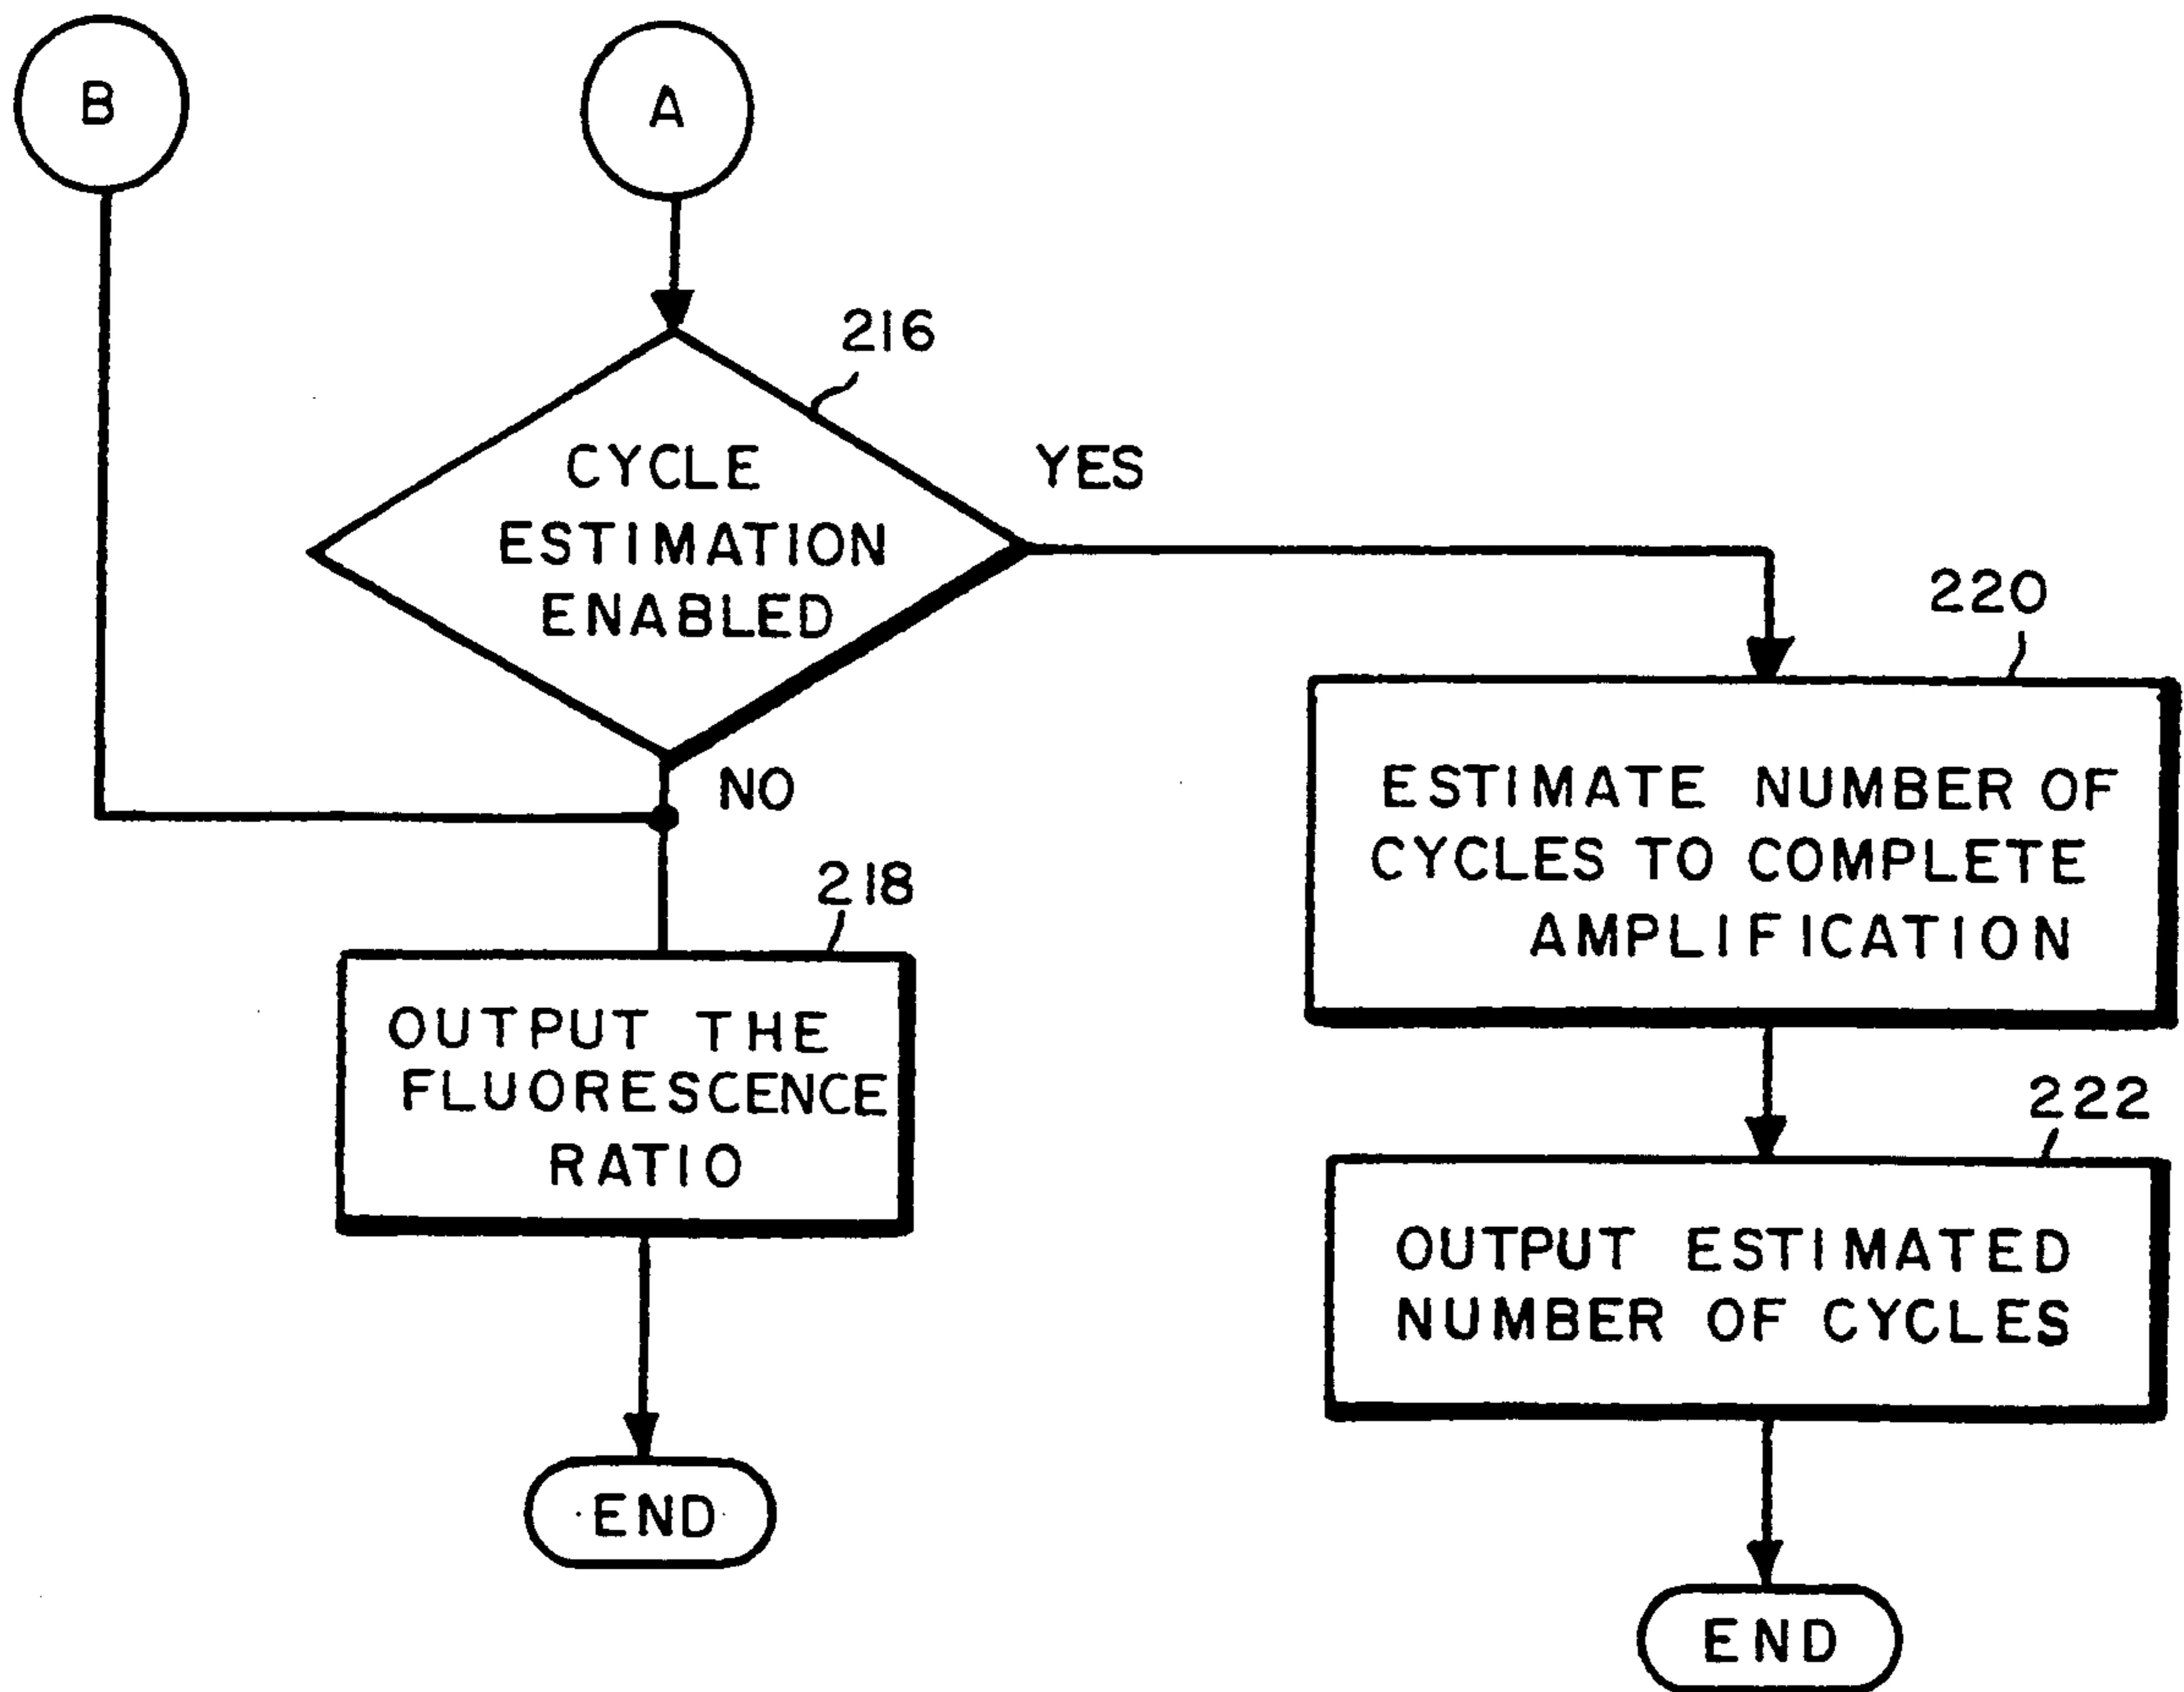 B
A
216
CYCLE
ESTIMATION
ENABLED
YES
NO
220
ESTIMATE NUMBER OF
CYCLES TO COMPLETE
AMPLIFICATION
218
OUTPUT THE
FLUORESCENCE
RATIO
222
OUTPUT ESTIMATED
NUMBER OF CYCLES
END
END